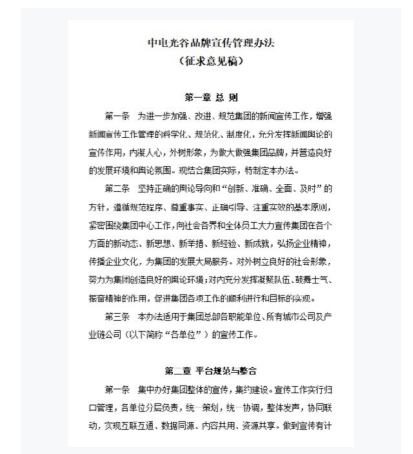 中电光谷品牌宣传管理办法
（征求意见稿）
第一章 总 则
第一条 为进一步加强、改进、规范集团的新闻宣传工作，增强
新闻宣传工作管理的科学化、规范化、制度化，充分发挥新闻舆论的
宣传作用，内凝人心，外树形象，为做大做强集团品牌，并营造良好
的发展环境和舆论氛围。现结合集团实际，特制定本办法。
第二条 坚持正确的舆论导向和“创新、准确、全面、及时”的
方针，遵循规范程序、尊重事实、正确引导、注重实效的基本原则，
紧密围绕集团中心工作，向社会各界和全体员工大力宣传集团在各个
方面的新动态、新思想、新举措、新经验、新成就，弘扬企业精神，
传播企业文化，为集团的发展大局服务。对外树立良好的社会形象，
努力为集团创造良好的舆论环境；对内充分发挥凝聚队伍、鼓舞士气、
振奋精神的作用，促进集团各项工作的顺利进行和目标的实现。
第三条 本办法适用于集团总部各职能单位、所有城市公司及产
业链公司（以下简称“各单位”）的宣传工作。
第二章 平台规范与整合
第一条 集中办好集团整体的宣传，集约建设。宣传工作实行归
口管理，各单位分层负责，统一策划，统一协调，整体发声，协同联
动，实现互联互通、数据同源、内容共用、资源共享。做到宣传有计